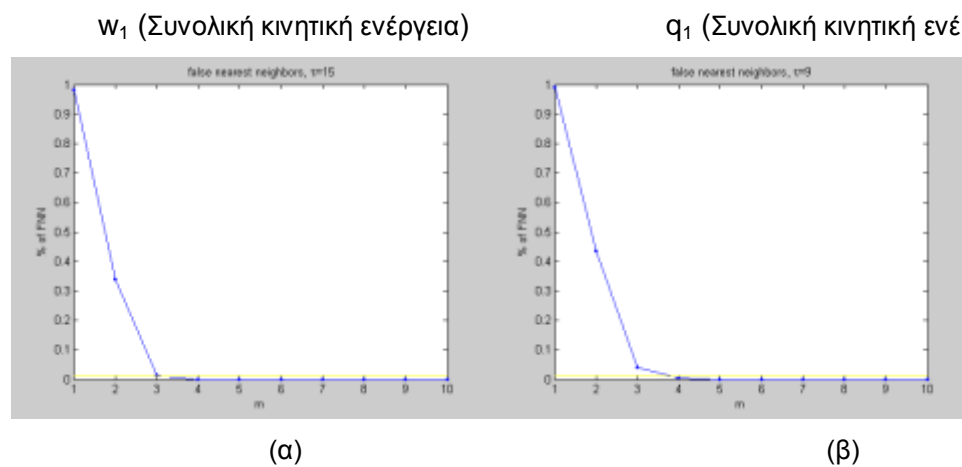 w₁ (Συνολική κινητική ενέργεια)
q₁ (Συνολική κινητική ενέ
false nearest neighbors, τ=15
1
0.9
0.8
0.7
0.6
0.5
0.4
0.3
0.2
0.1
0
% of FNN
1 2 3 4 5 6 7 8 9 10
m
false nearest neighbors, τ=9
1
0.9
0.8
0.7
0.6
0.5
0.4
0.3
0.2
0.1
0
% of FNN
1 2 3 4 5 6 7 8 9 10
m
(α)
(β)